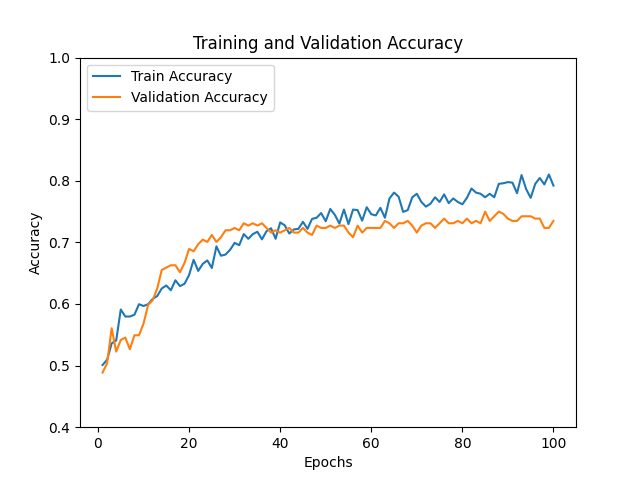 Training and Validation Accuracy
Train Accuracy
Validation Accuracy
Accuracy
1.0
0.9
0.8
0.7
0.6
0.5
0.4
0 20 40 60 80 100
Epochs